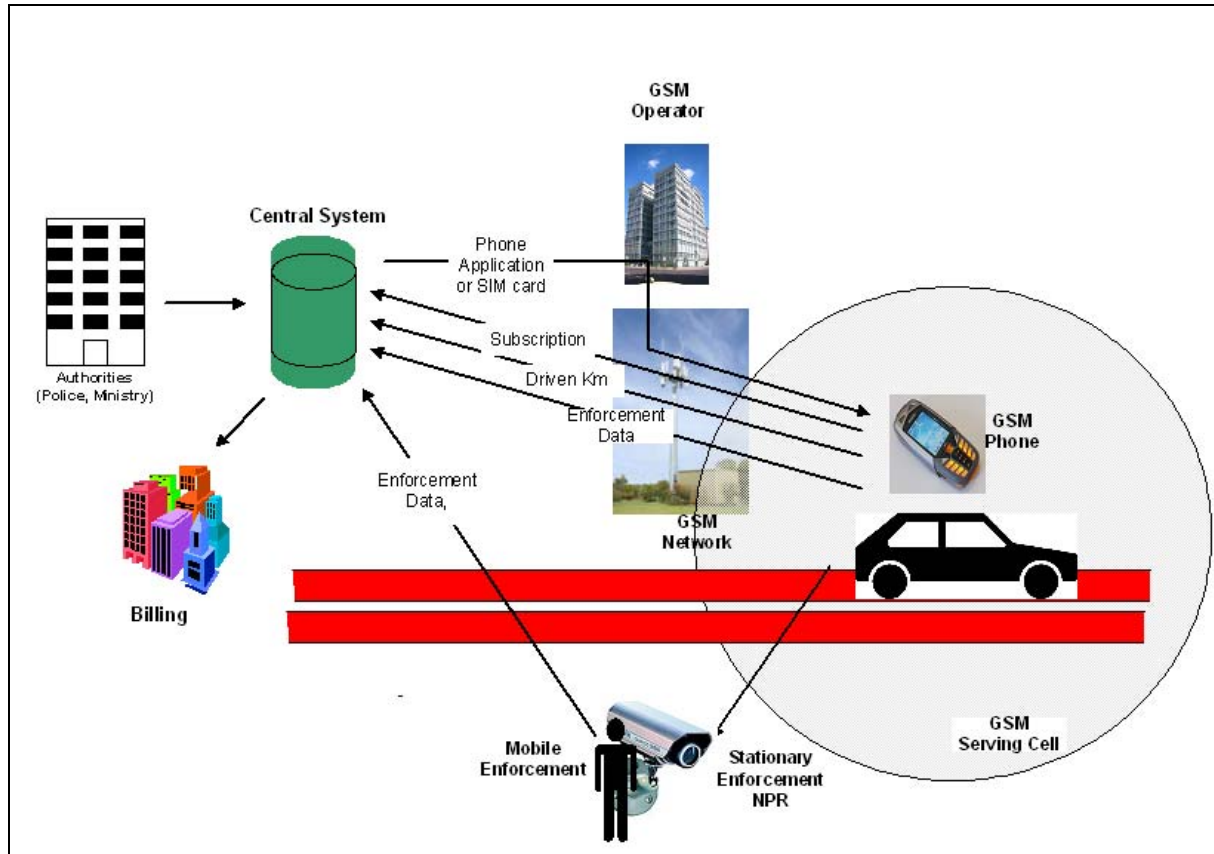 GSM
Operator
Central System
Phone
Application
or SIM card
Authorities
(Police, Ministry)
Subscription
Driven Km
Enforcement
Data
GSM
Phone
Enforcement
Data,
GSM
Network
Billing
Mobile
Enforcement
Stationary
Enforcement
NPR
GSM
Serving Cell